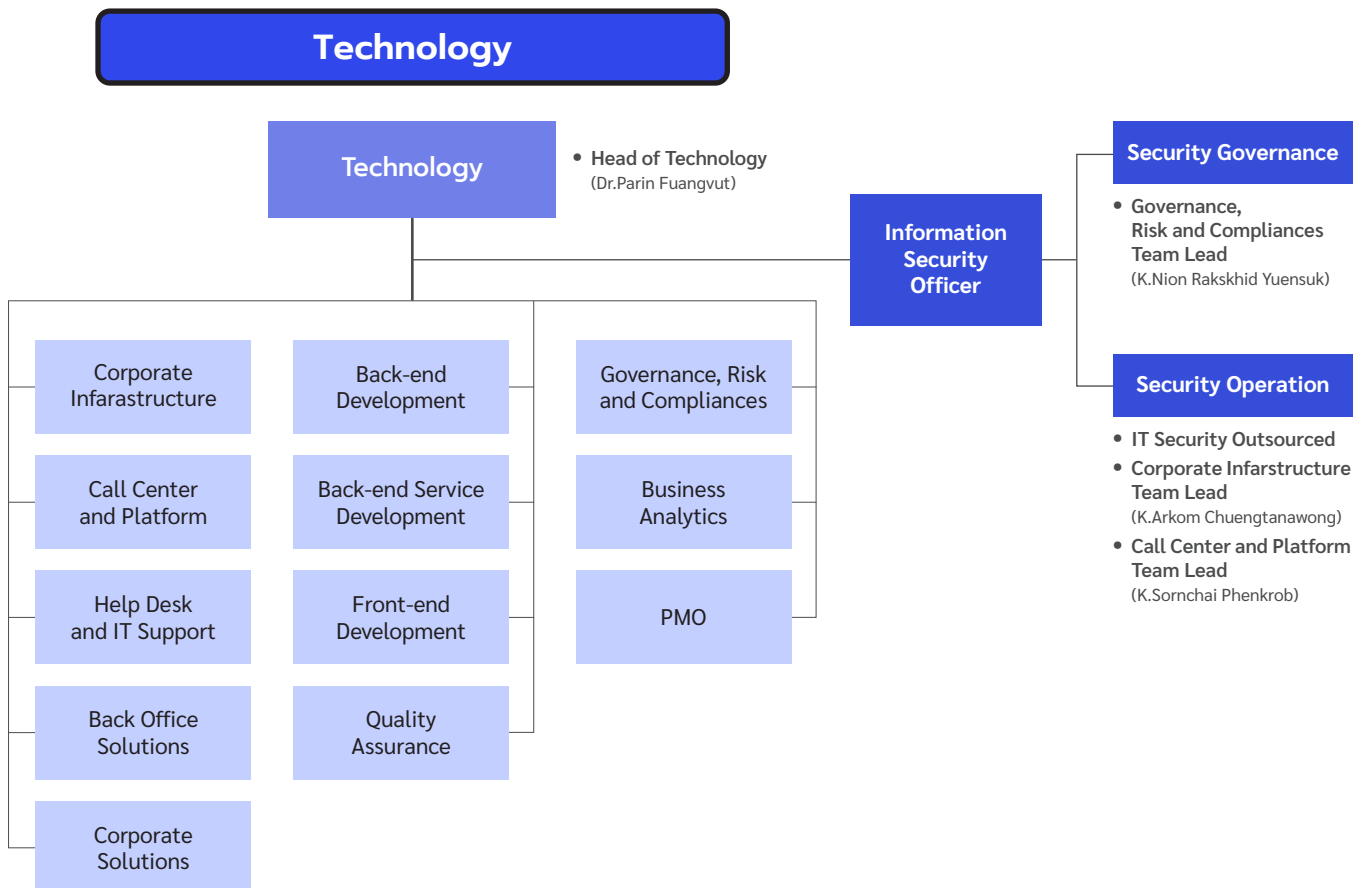 Technology
Technology
• Head of Technology
(Dr.Parin Fuangvut)
Information
Security
Officer
Security Governance
• Governance,
Risk and Compliances
Team Lead
(K.Nion Rakskhid Yuensuk)
Security Operation
• IT Security Outsourced
• Corporate Infarstructure
Team Lead
(K.Arkom Chuengtanawong)
• Call Center and Platform
Team Lead
(K.Sornchai Phenkrob)
Corporate
Infarastructure
Call Center
and Platform
Help Desk
and IT Support
Back Office
Solutions
Corporate
Solutions
Back-end
Development
Back-end Service
Development
Front-end
Development
Quality
Assurance
Governance, Risk
and Compliances
Business
Analytics
PMO